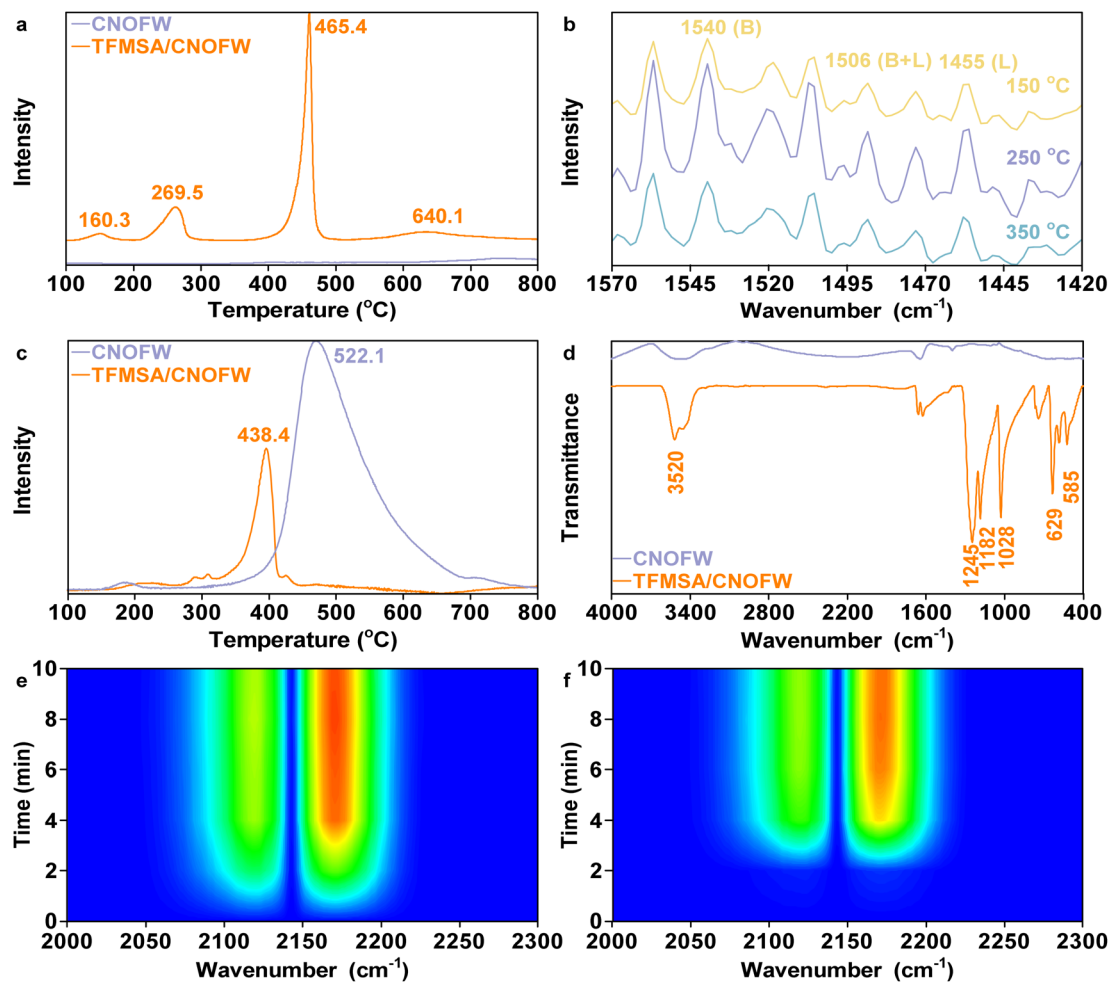 a
CNOFW
TFMSA/CNOFW
465.4
269.5
160.3
640.1
Intensity
100 200 300 400 500 600 700 800
Temperature (oC)
b
1540 (B)
1506 (B+L)
1455 (L)
150 oC
250 oC
350 oC
Intensity
1570 1545 1520 1495 1470 1445 1420
Wavenumber (cm-1)
c
CNOFW
TFMSA/CNOFW
522.1
438.4
Intensity
100 200 300 400 500 600 700 800
Temperature (oC)
d
3520
1245
1182
1028
629
585
CNOFW
TFMSA/CNOFW
Transmittance
4000 3400 2800 2200 1600 1000 400
Wavenumber (cm-1)
e
10
8
6
4
2
0
Time (min)
2000 2050 2100 2150 2200 2250 2300
Wavenumber (cm-1)
f
10
8
6
4
2
0
Time (min)
2000 2050 2100 2150 2200 2250 2300
Wavenumber (cm-1)